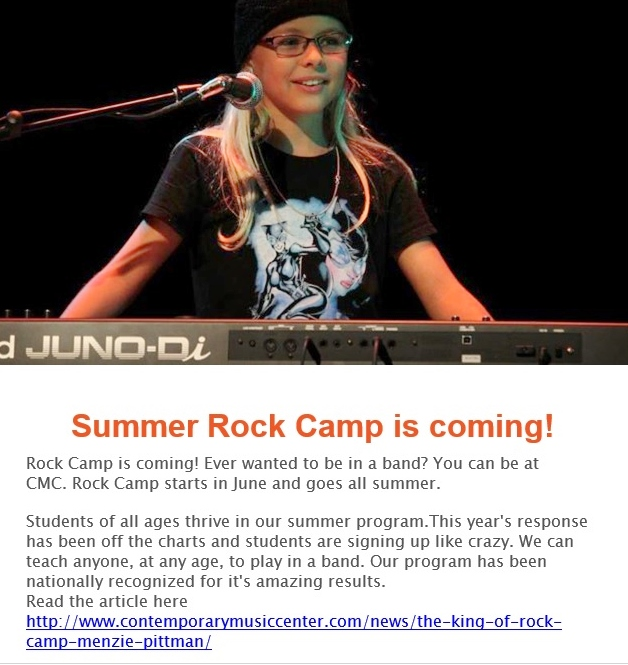 d JUNO-Di
Summer Rock Camp is coming!
Rock Camp is coming! Ever wanted to be in a band? You can be at
CMC. Rock Camp starts in June and goes all summer.
Students of all ages thrive in our summer program.This year's response
has been off the charts and students are signing up like crazy. We can
teach anyone, at any age, to play in a band. Our program has been
nationally recognized for it's amazing results.
Read the article here
http://www.contemporarymusiccenter.com/news/the-king-of-rock-
camp-menzie-pittman/